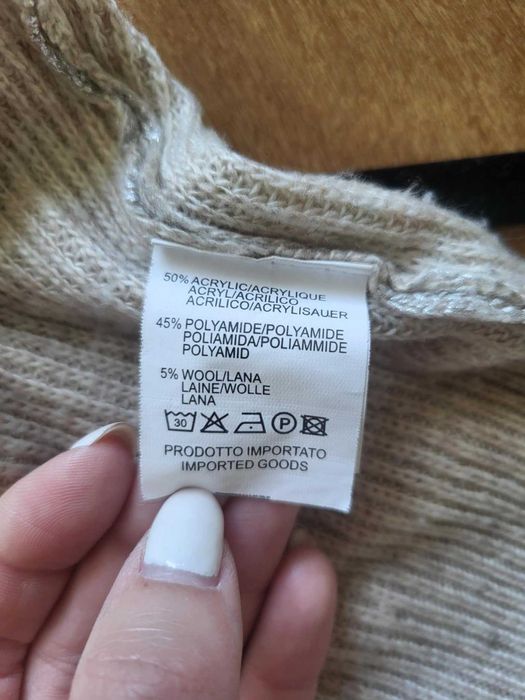 50% ACRYLIC/ACRYLIQUE
ACRYL/ACRILICO
ACRILICO/ACRYLISAUER
45% POLYAMIDE/POLYAMIDE
POLIAMIDA/POLIAMMIDE
POLYAMID
5% WOOL/LANA
LAINE/WOLLE
LANA
30 P
PRODOTTO IMPORTATO
IMPORTED GOODS